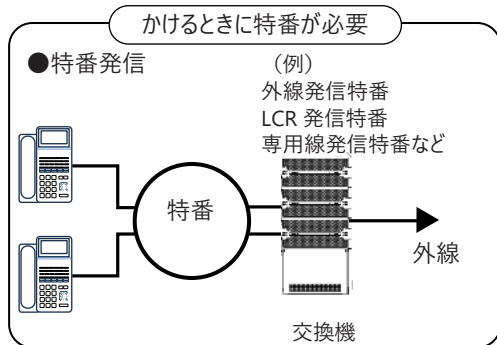 かけるときに特番が必要
●特番発信
（例）
外線発信特番
LCR 発信特番
専用線発信特番など
特番
外線
交換機